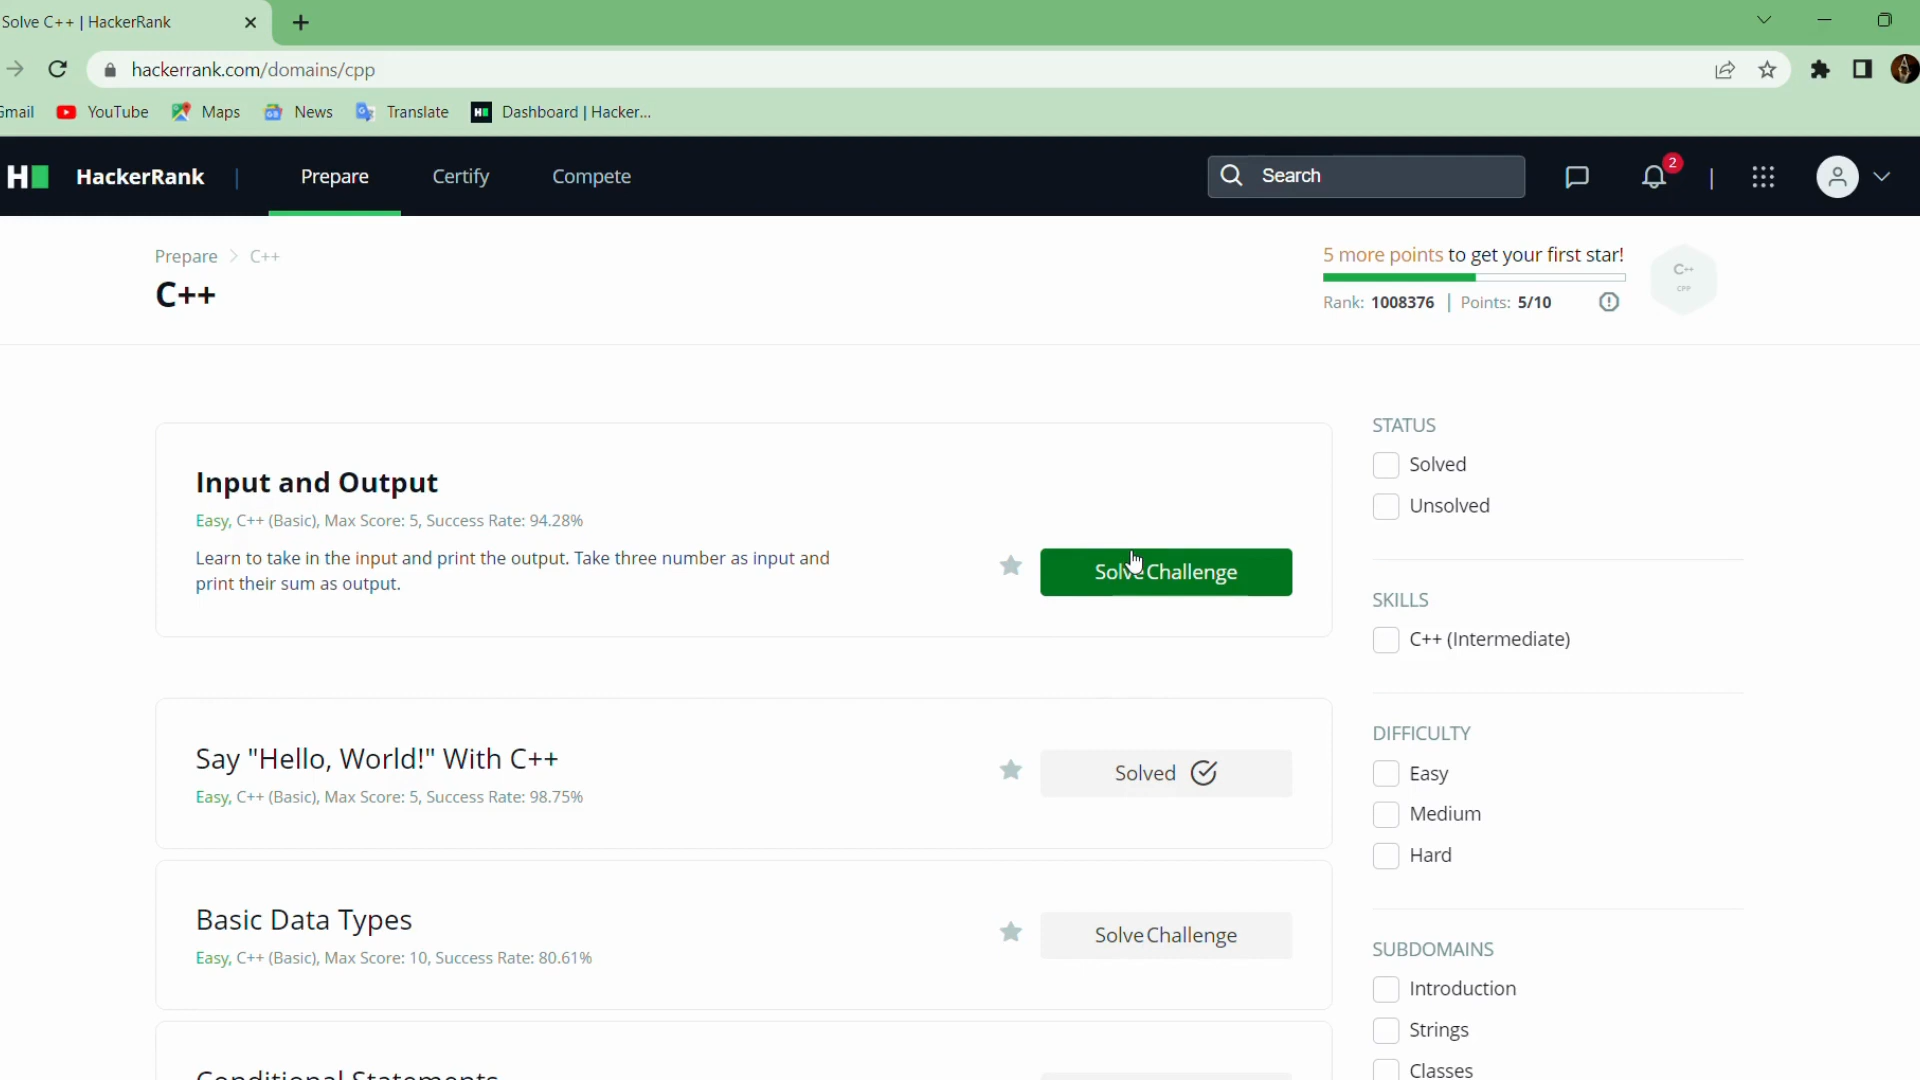 Solve C++ | HackerRank
hackerrank.com/domains/cpp
YouTube
Maps
News
Translate
Dashboard | Hacker...
HackerRank
Prepare
Certify
Compete
Search
2
Prepare > C++
C++
5 more points to get your first star!
Rank: 1008376 | Points: 5/10
C++
CPP
Input and Output
Easy, C++ (Basic), Max Score: 5, Success Rate: 94.28%
Learn to take in the input and print the output. Take three number as input and
print their sum as output.
Solve Challenge
Say "Hello, World!" With C++
Easy, C++ (Basic), Max Score: 5, Success Rate: 98.75%
Solved
Basic Data Types
Easy, C++ (Basic), Max Score: 10, Success Rate: 80.61%
Solve Challenge
Conditional Statements
STATUS
Solved
Unsolved
SKILLS
C++ (Intermediate)
DIFFICULTY
Easy
Medium
Hard
SUBDOMAINS
Introduction
Strings
Classes